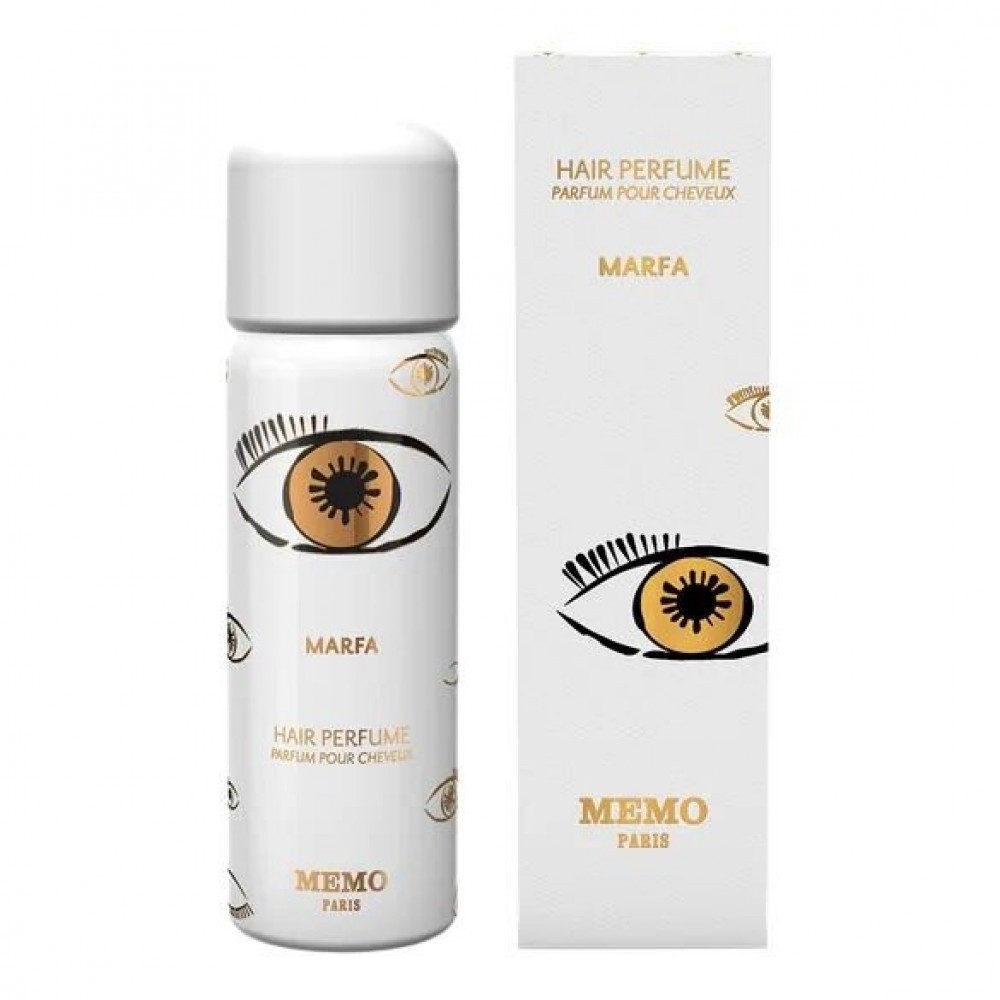 MARFA
HAIR PERFUME
PARFUM POUR CHEVEUX
MEMO
PARIS
HAIR PERFUME
PARFUM POUR CHEVEUX
MARFA
MEMO
PARIS